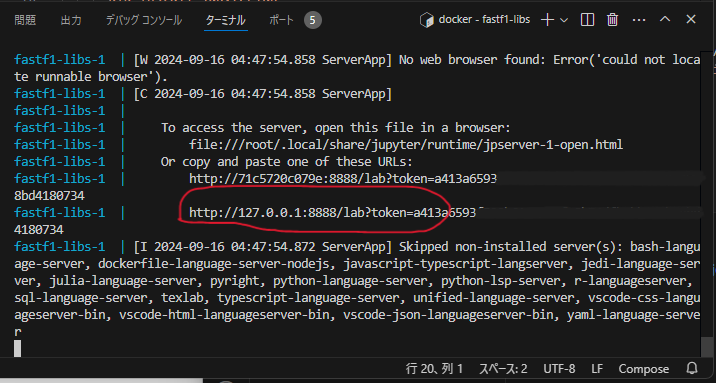 問題 出力 デバッグ コンソール ターミナル ポート 5 docker - fastf1-libs
fastf1-libs-1 | [W 2024-09-16 04:47:54.858 ServerApp] No web browser found: Error('could not loca
te runnable browser').
fastf1-libs-1 | [C 2024-09-16 04:47:54.859 ServerApp]
fastf1-libs-1 |
fastf1-libs-1 | To access the server, open this file in a browser:
fastf1-libs-1 | file:///root/.local/share/jupyter/runtime/jpserver-1-open.html
fastf1-libs-1 | Or copy and paste one of these URLs:
fastf1-libs-1 | http://71c5720c079e:8888/lab?token=a413a6593
8bd4180734
fastf1-libs-1 | http://127.0.0.1:8888/lab?token=a413a6593
4180734
fastf1-libs-1 | [I 2024-09-16 04:47:54.872 ServerApp] Skipped non-installed server(s): bash-langu
age-server, dockerfile-language-server-nodejs, javascript-typescript-langserver, jedi-language-ser
ver, julia-language-server, pyright, python-language-server, python-lsp-server, r-languageserver,
sql-language-server, texlab, typescript-language-server, unified-language-server, vscode-css-langu
ageserver-bin, vscode-html-languageserver-bin, vscode-json-languageserver-bin, yaml-language-serve
r
行 20、列 1 スペース: 2 UTF-8 LF Compose